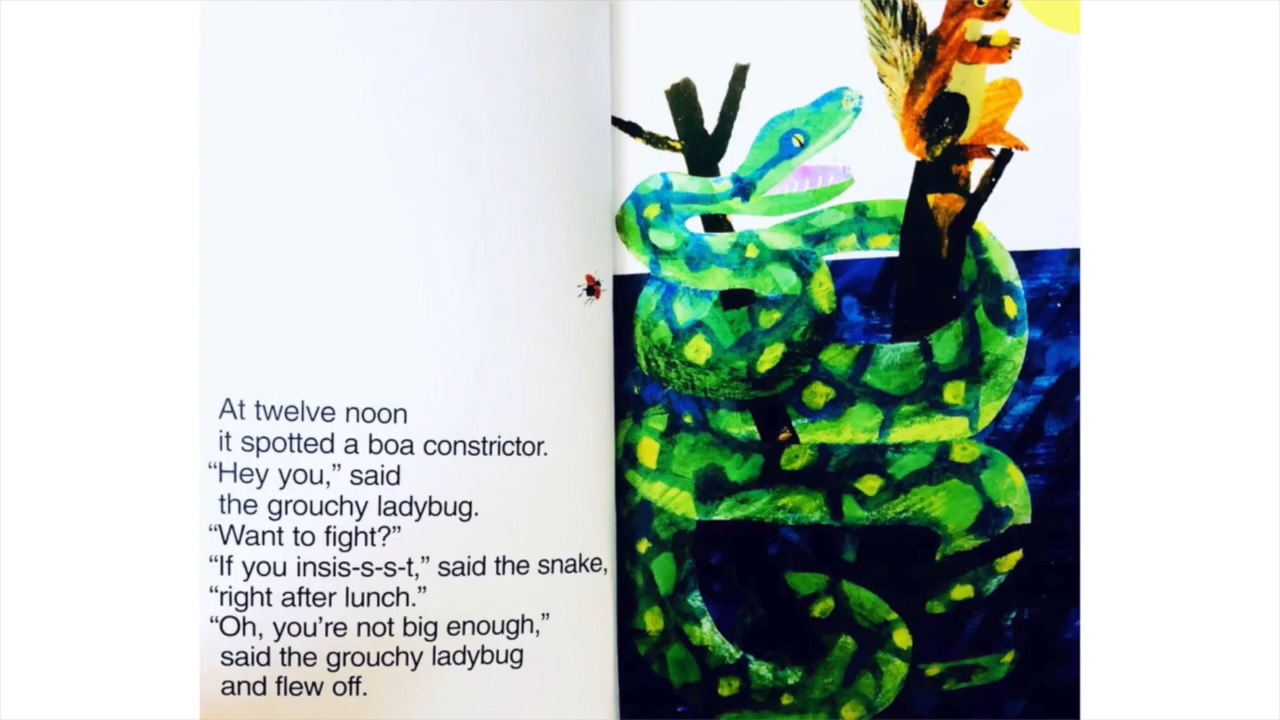 At twelve noon
it spotted a boa constrictor.
“Hey you,” said
the grouchy ladybug.
“Want to fight?”
“If you insis-s-s-t,” said the snake,
“right after lunch.”
“Oh, you’re not big enough,”
said the grouchy ladybug
and flew off.